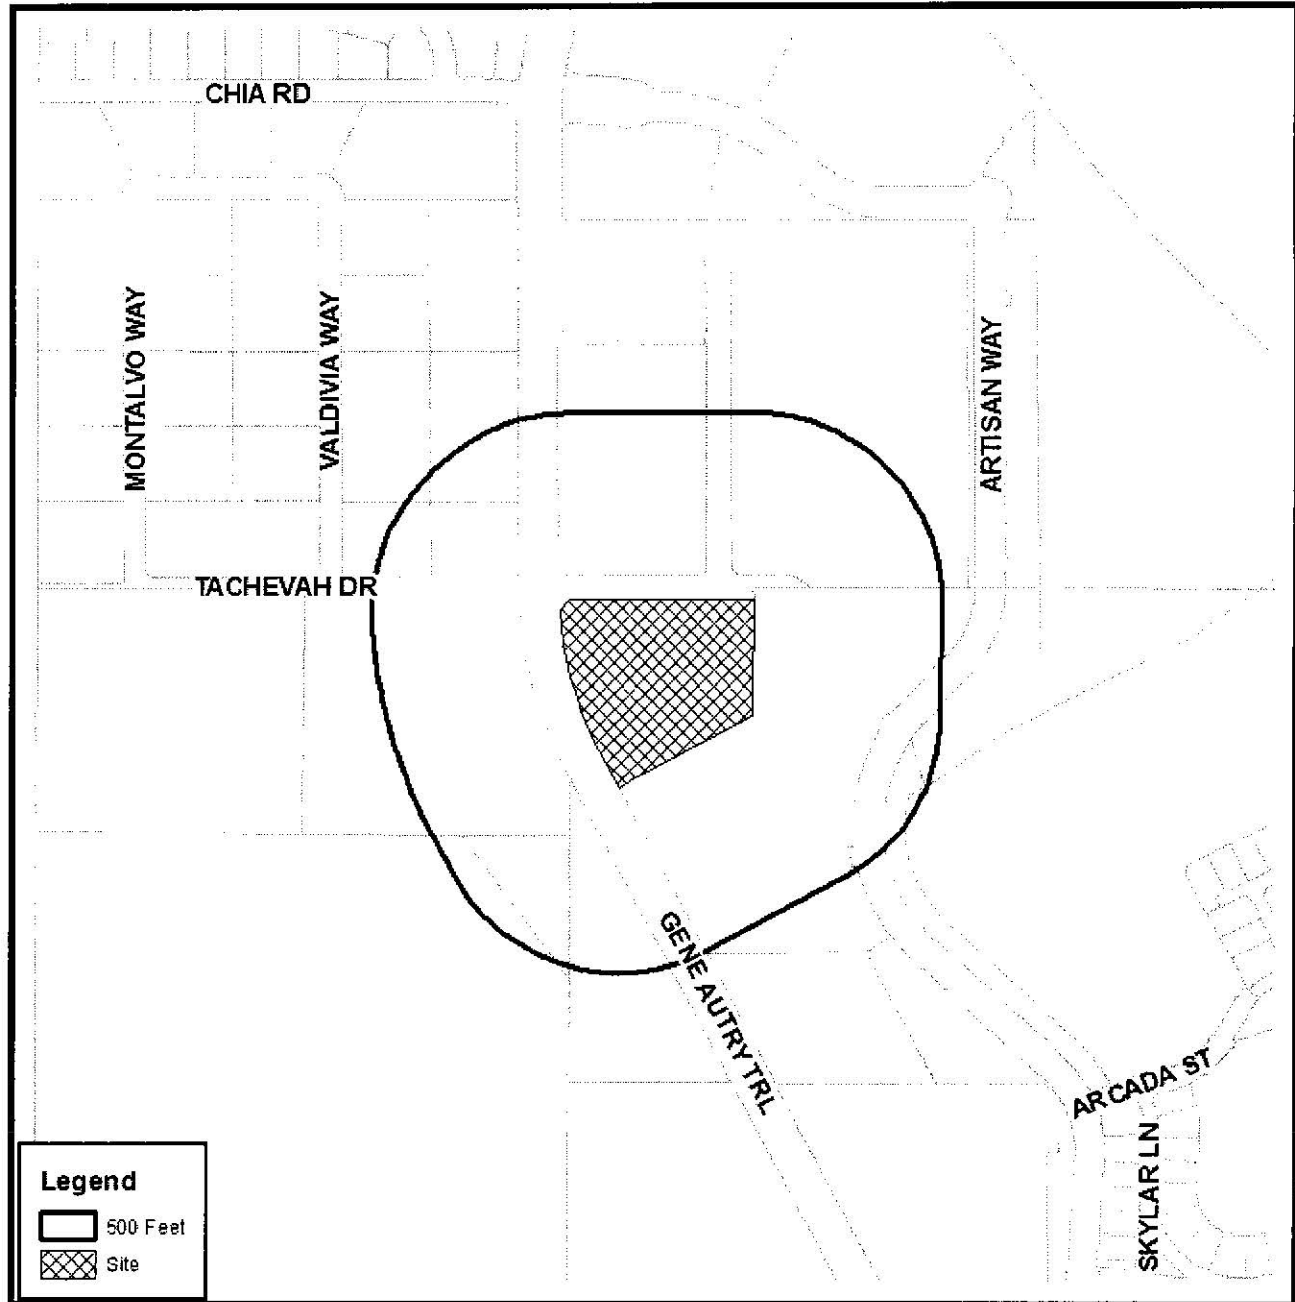 CHIA RD
MONTALVO WAY
VALDIVIA WAY
ARTISAN WAY
TACHEVAH DR
GENE AUTRY TRL
ARCADA ST
SKYLAR LN
Legend
500 Feet
Site